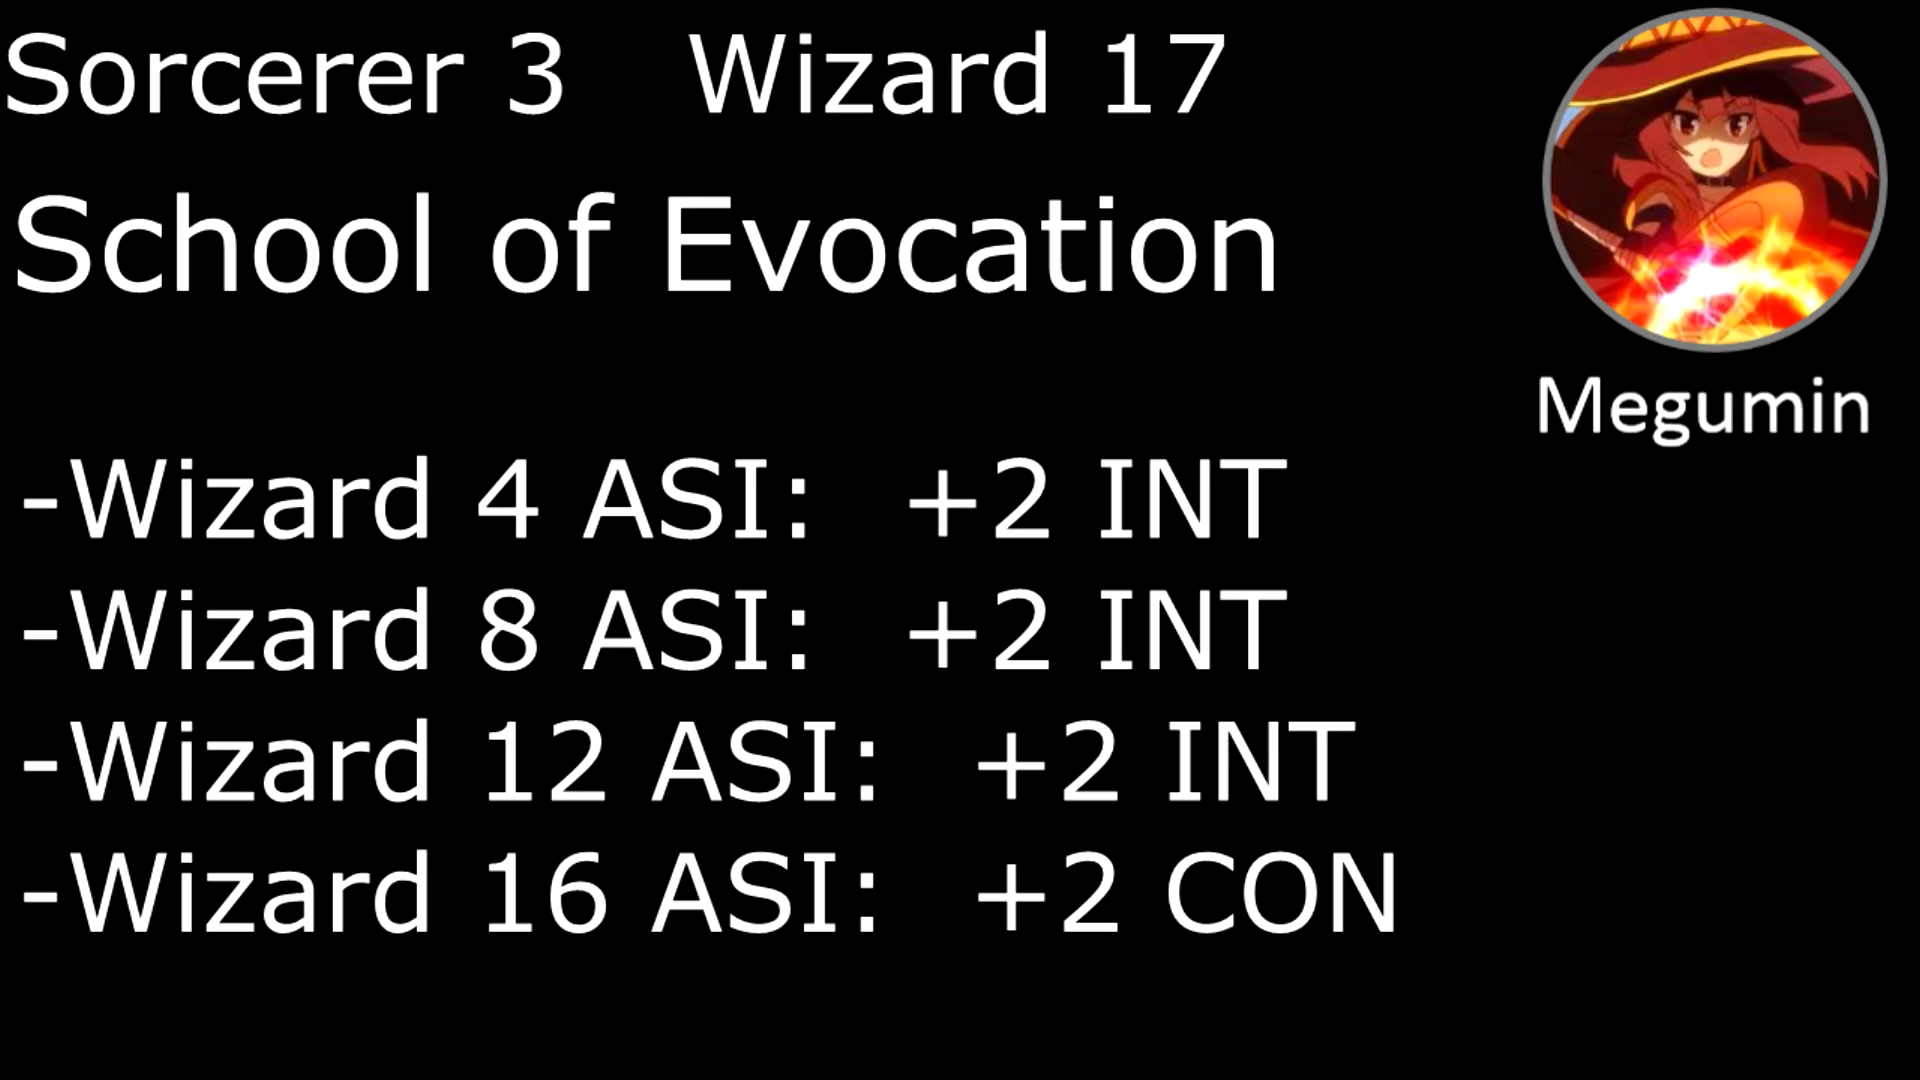 Sorcerer 3 Wizard 17
School of Evocation
Megumin
-Wizard 4 ASI: +2 INT
-Wizard 8 ASI: +2 INT
-Wizard 12 ASI: +2 INT
-Wizard 16 ASI: +2 CON